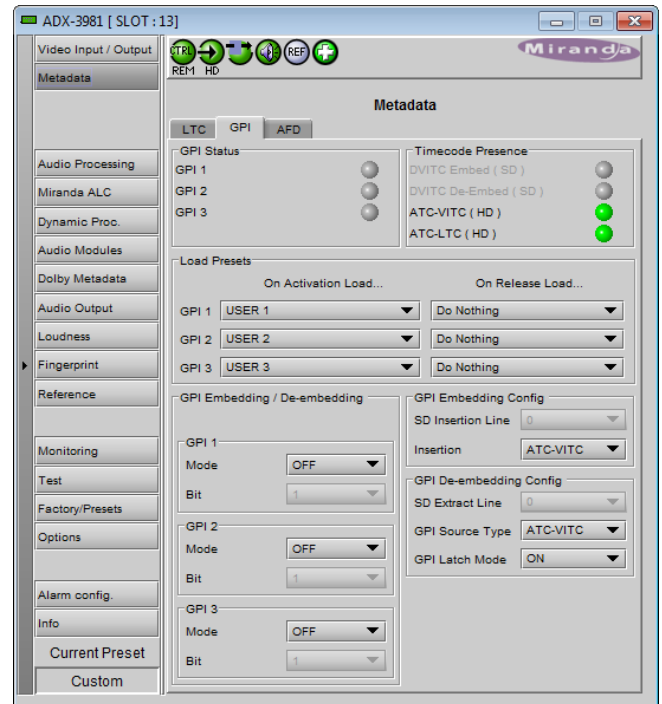 ADX-3981 [ SLOT : 13]
Video Input / Output
Metadata
Audio Processing
Miranda ALC
Dynamic Proc.
Audio Modules
Dolby Metadata
Audio Output
Loudness
Fingerprint
Reference
Monitoring
Test
Factory/Presets
Options
Alarm config.
Info
Current Preset
Custom
CTRL
REF
REM HD
Miranda
Metadata
LTC GPI AFD
GPI Status
GPI 1
GPI 2
GPI 3
Timecode Presence
DVITC Embed ( SD )
DVITC De-Embed ( SD )
ATC-VITC ( HD )
ATC-LTC ( HD )
Load Presets
On Activation Load... On Release Load...
GPI 1 USER 1 Do Nothing
GPI 2 USER 2 Do Nothing
GPI 3 USER 3 Do Nothing
GPI Embedding / De-embedding
GPI 1
Mode OFF
Bit 1
GPI 2
Mode OFF
Bit 1
GPI 3
Mode OFF
Bit 1
GPI Embedding Config
SD Insertion Line 0
Insertion ATC-VITC
GPI De-embedding Config
SD Extract Line 0
GPI Source Type ATC-VITC
GPI Latch Mode ON